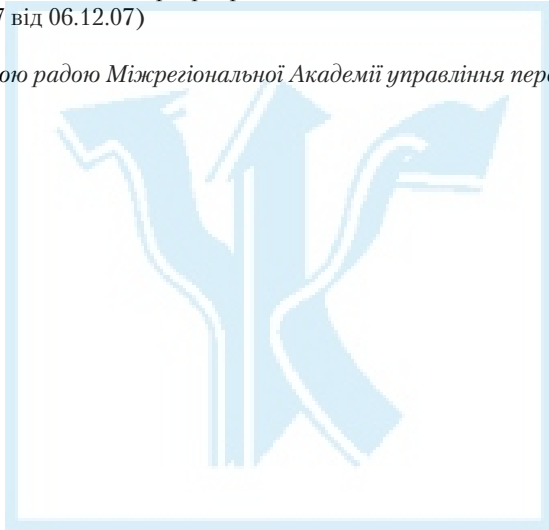 7 від 06.12.07)
ою радою Міжрегіональної Академії управління пер